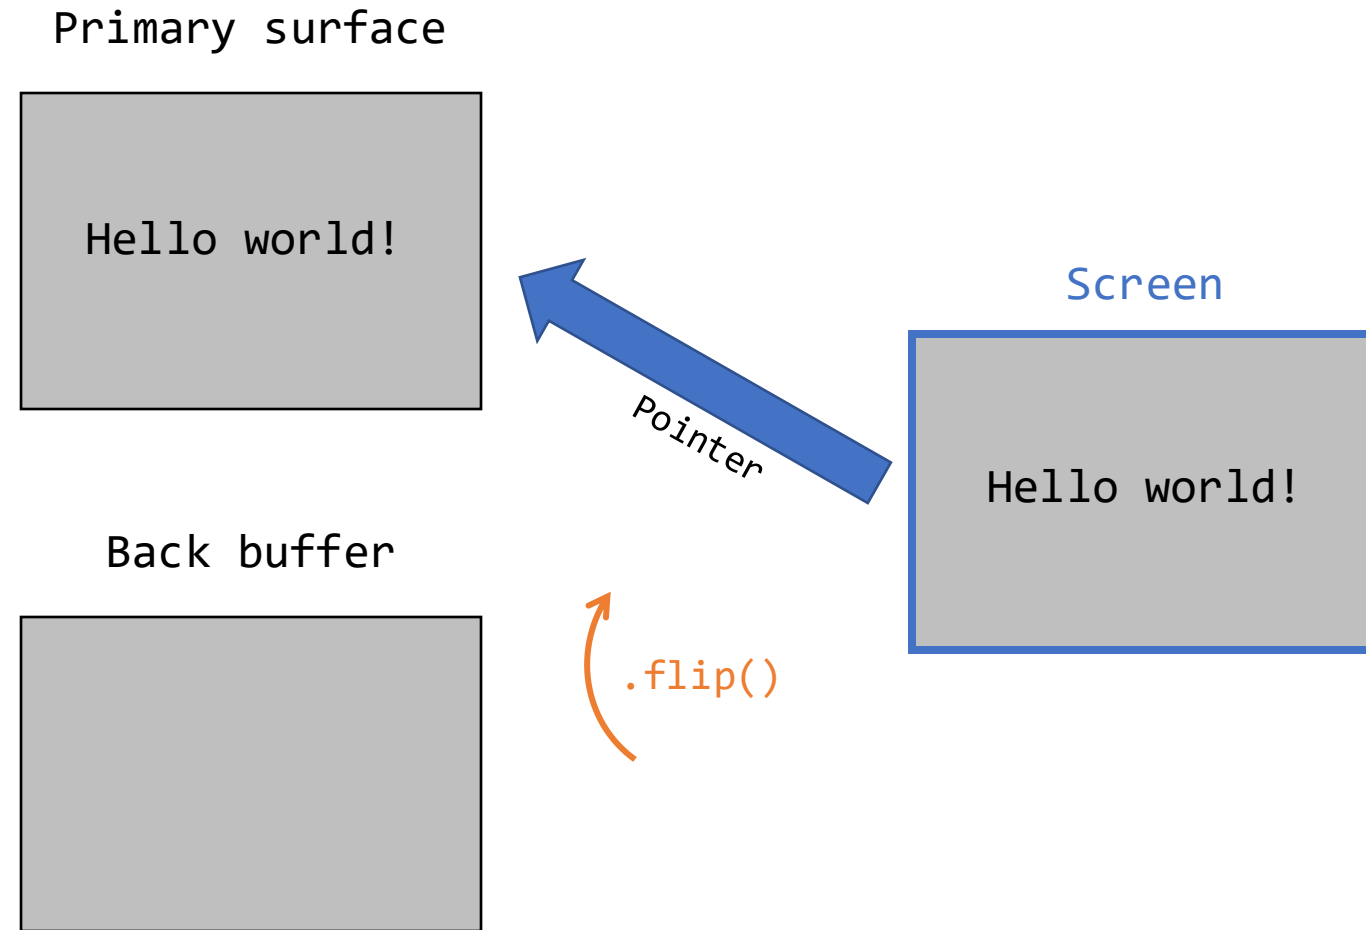 Primary surface
Hello world!
Screen
Pointer
Hello world!
Back buffer
.flip()